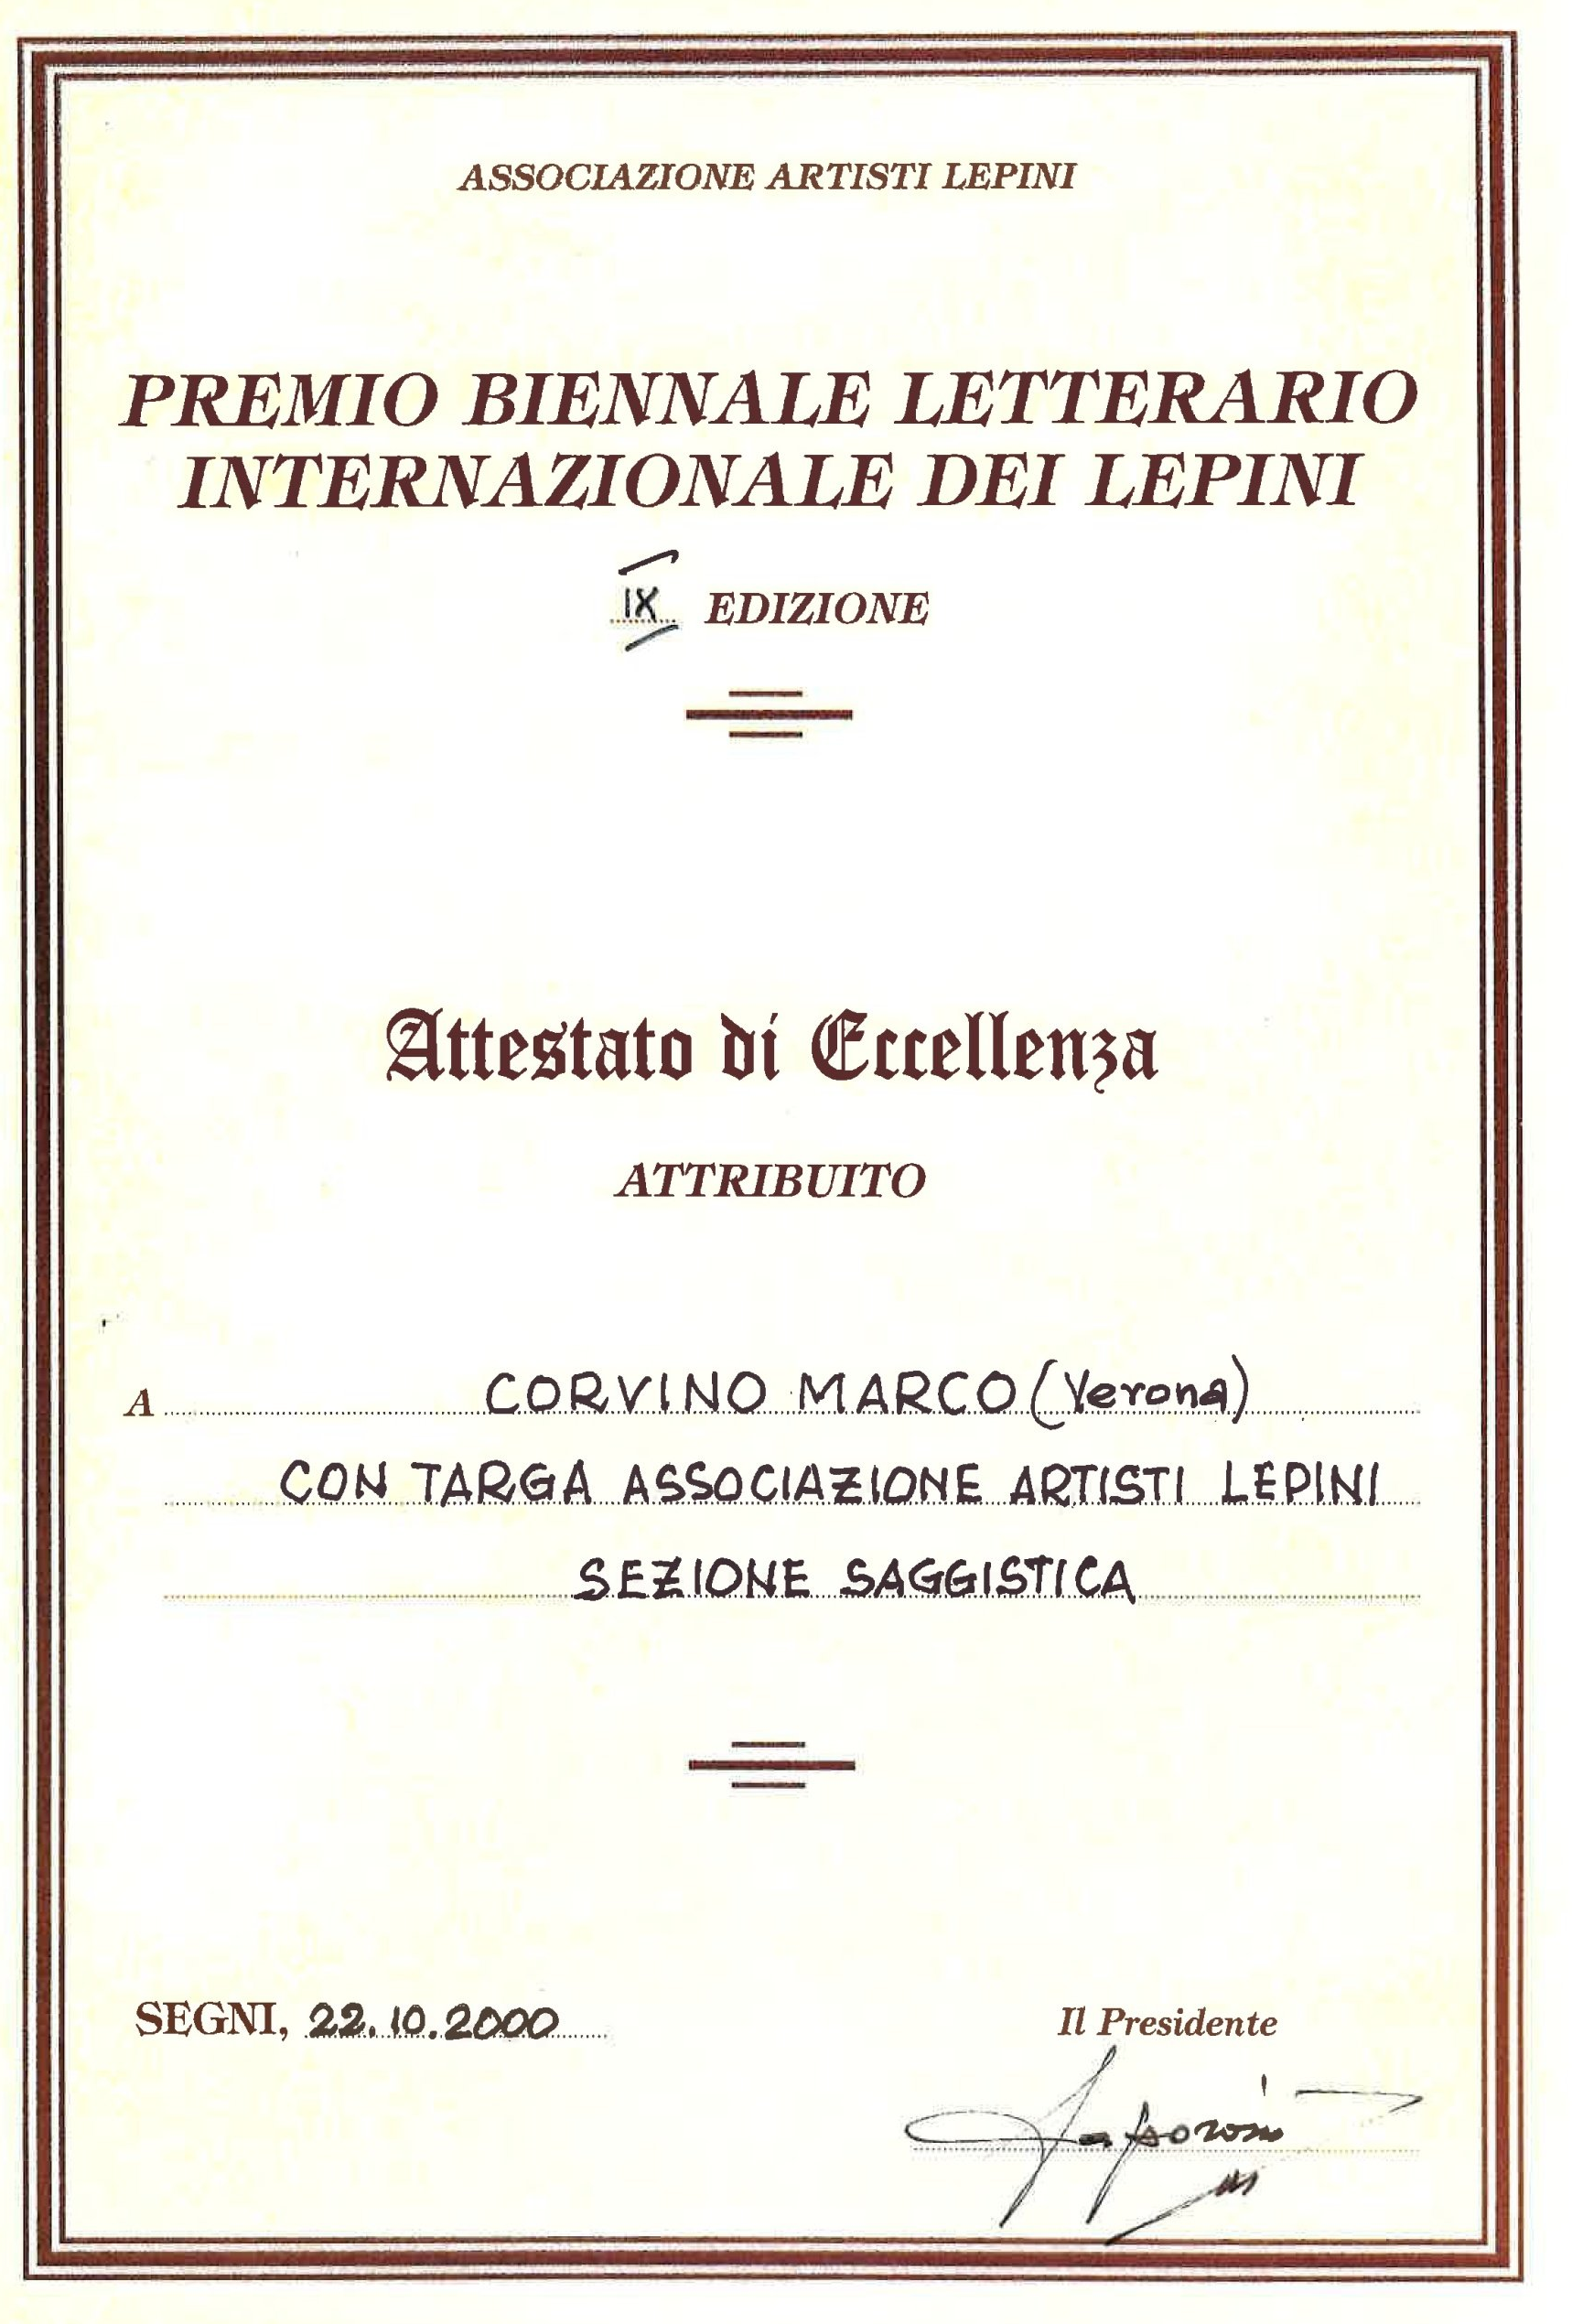 ASSOCIAZIONE ARTISTI LEPINI
PREMIO BIENNALE LETTERARIO
INTERNAZIONALE DEI LEPINI
IX EDIZIONE
Attestato di Eccellenza
ATTRIBUITO
A CORVINO MARCO (Verona)
CON TARGA ASSOCIAZIONE ARTISTI LEPINI
SEZIONE SAGGISTICA
SEGNI, 22.10.2000
Il Presidente